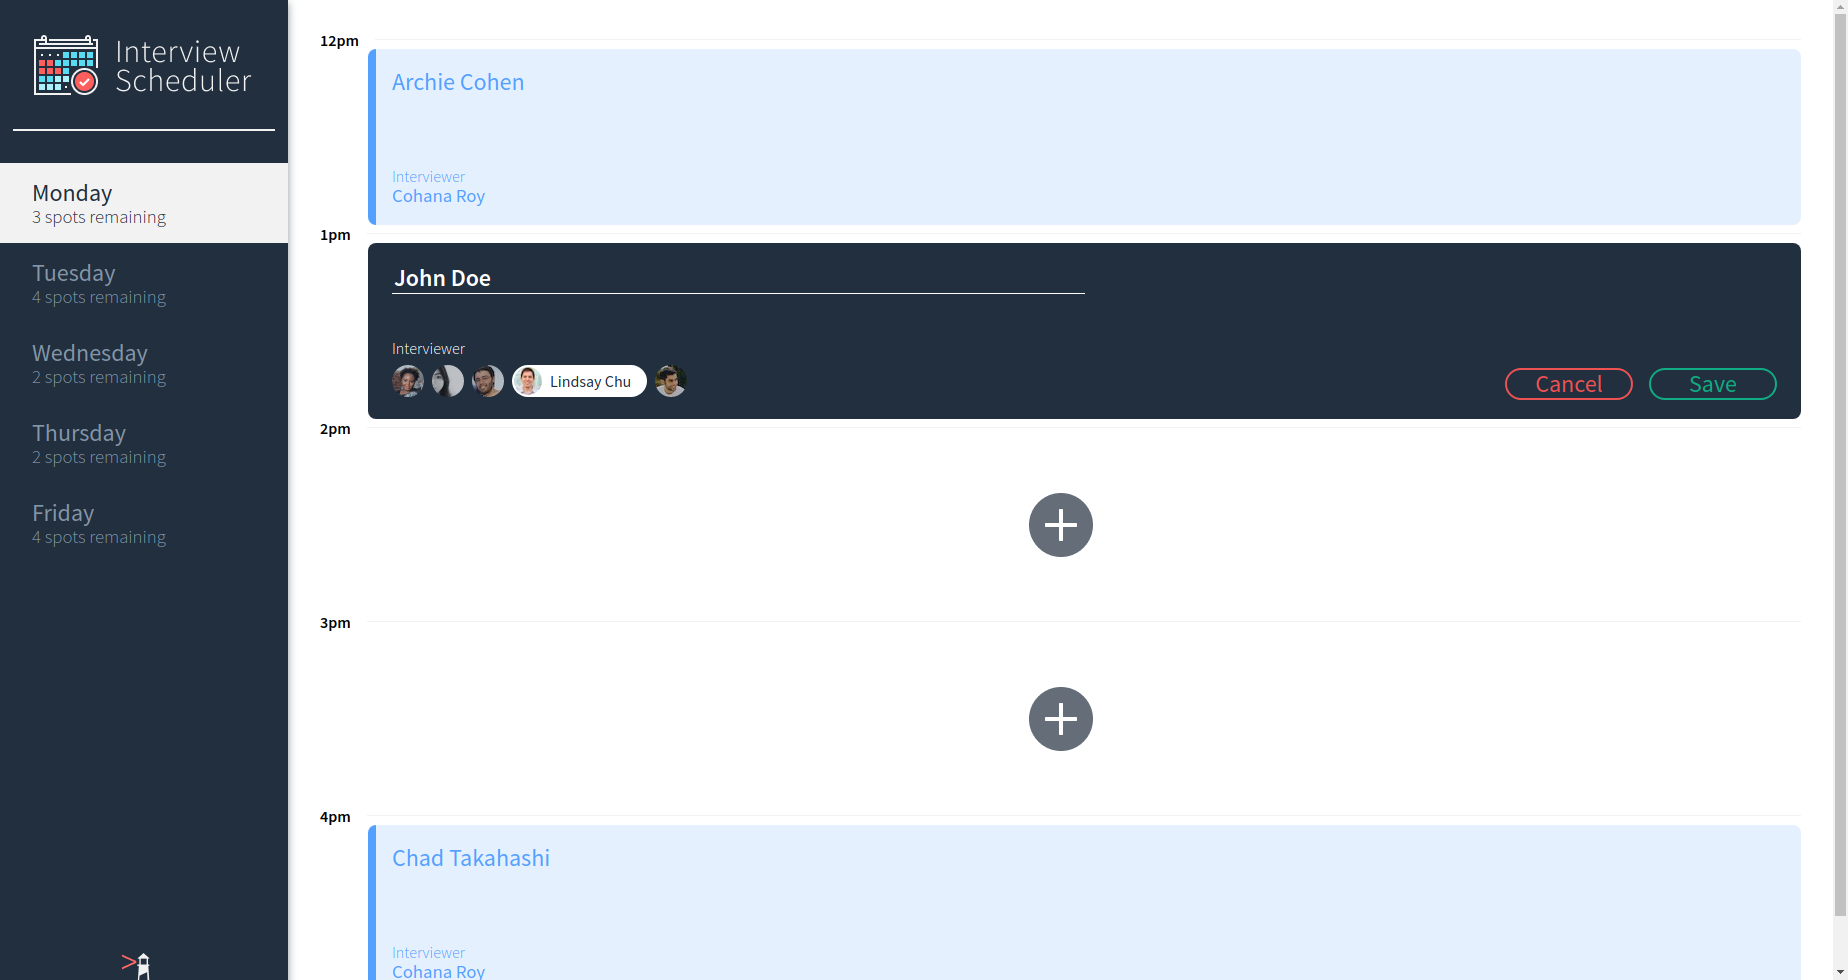 Interview
Scheduler
Monday
3 spots remaining
Tuesday
4 spots remaining
Wednesday
2 spots remaining
Thursday
2 spots remaining
Friday
4 spots remaining
12pm
Archie Cohen
Interviewer
Cohana Roy
1pm
John Doe
Interviewer
Lindsay Chu
Cancel
Save
2pm
3pm
4pm
Chad Takahashi
Interviewer
Cohana Roy